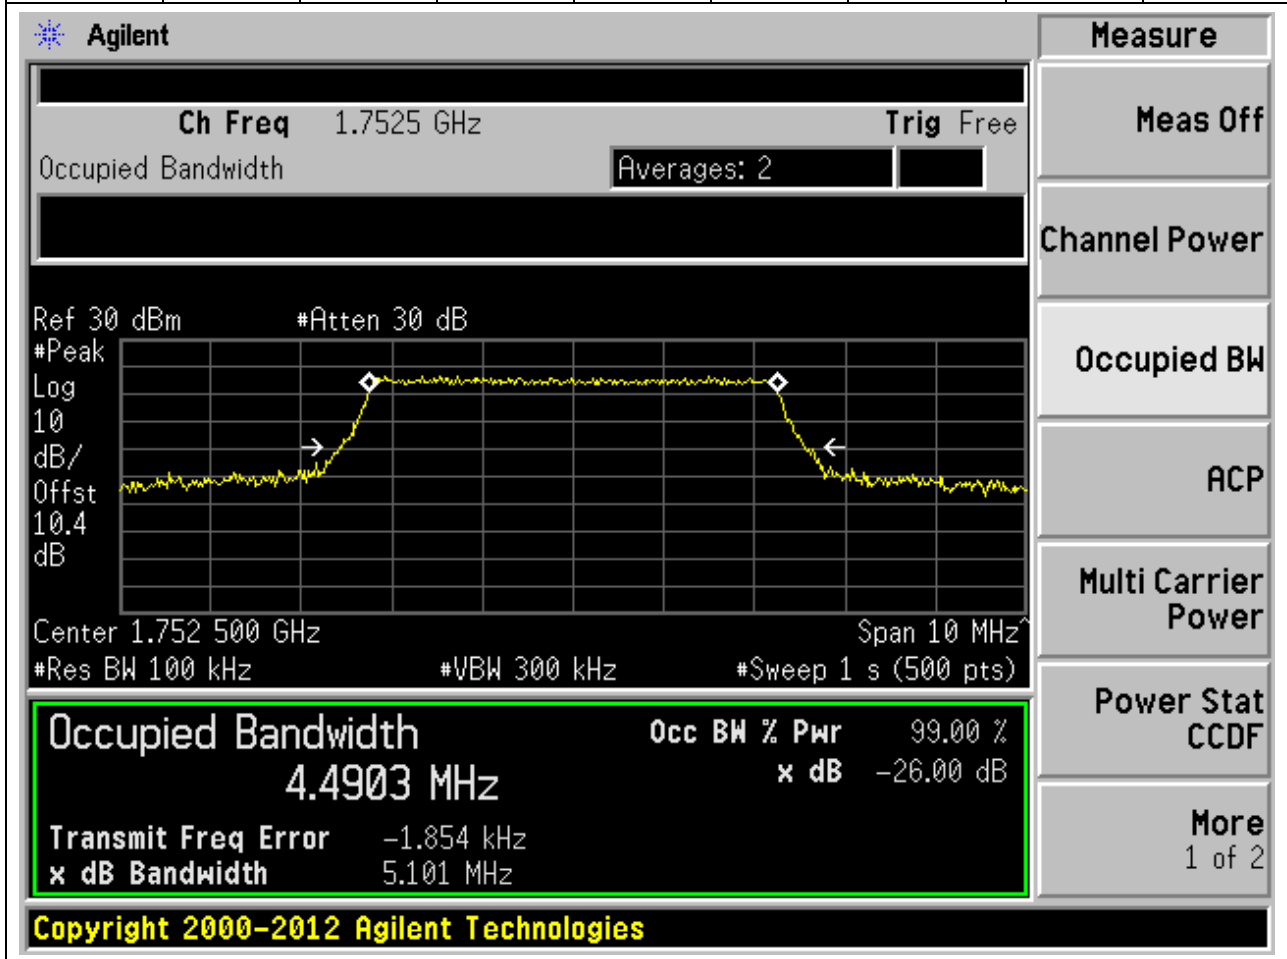 Agilent
Measure
Ch Freq 1.7525 GHz Trig Free
Occupied Bandwidth Averages: 2
Ref 30 dBm #Atten 30 dB
#Peak
Log
10
dB/
Offst
10.4
dB
Center 1.752 500 GHz Span 10 MHz^
#Res BW 100 kHz #VBW 300 kHz #Sweep 1 s (500 pts)
Occupied Bandwidth Occ BW % Pwr 99.00 %
4.4903 MHz x dB -26.00 dB
Transmit Freq Error -1.854 kHz
x dB Bandwidth 5.101 MHz
Copyright 2000-2012 Agilent Technologies
Meas Off
Channel Power
Occupied BW
ACP
Multi Carrier
Power
Power Stat
CCDF
More
1 of 2